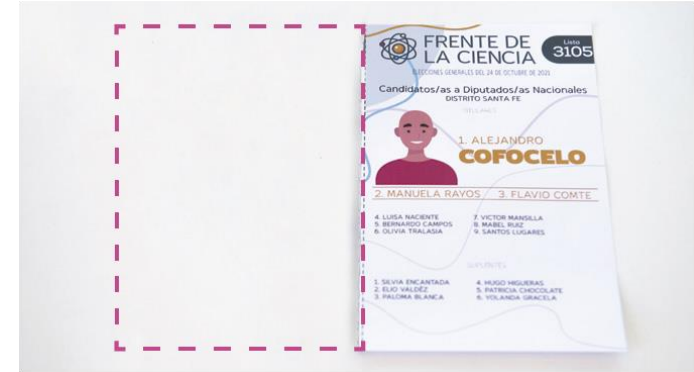 FRENTE DE
LA CIENCIA
Lista
3105
ELECCIONES GENERALES DEL 24 DE OCTUBRE DE 2021
Candidatos/as a Diputados/as Nacionales
DISTRITO SANTA FE
TITULARES
1. ALEJANDRO
COFOCELO
2. MANUELA RAYOS 3. FLAVIO COMTE
4. LUISA NACIENTE
5. BERNARDO CAMPOS
6. OLIVIA TRALASIA
7. VICTOR MANSILLA
8. MABEL RUIZ
9. SANTOS LUGARES
SUPLENTES
1. SILVIA ENCANTADA
2. ELIO VALDÉZ
3. PALOMA BLANCA
4. HUGO HIGUERAS
5. PATRICIA CHOCOLATE
6. YOLANDA GRACELA